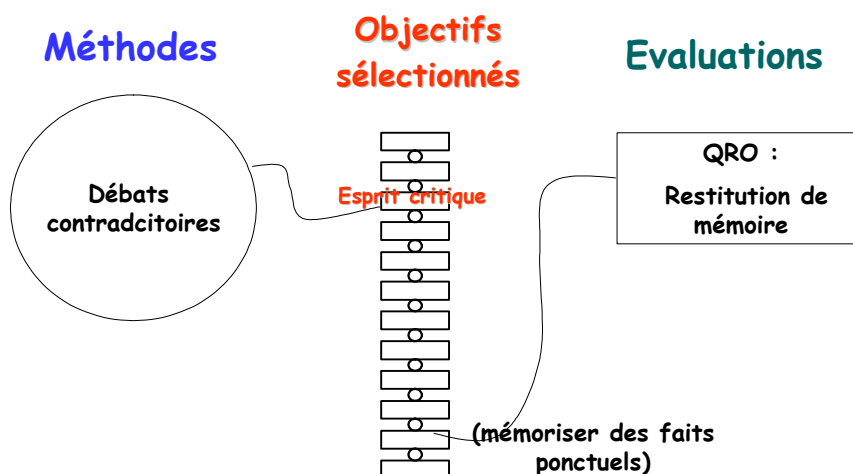 Méthodes
Objectifs
sélectionnés
Evaluations
Débats
contradcitoires
Esprit critique
QRO :
Restitution de
mémoire
(mémoriser des faits
ponctuels)